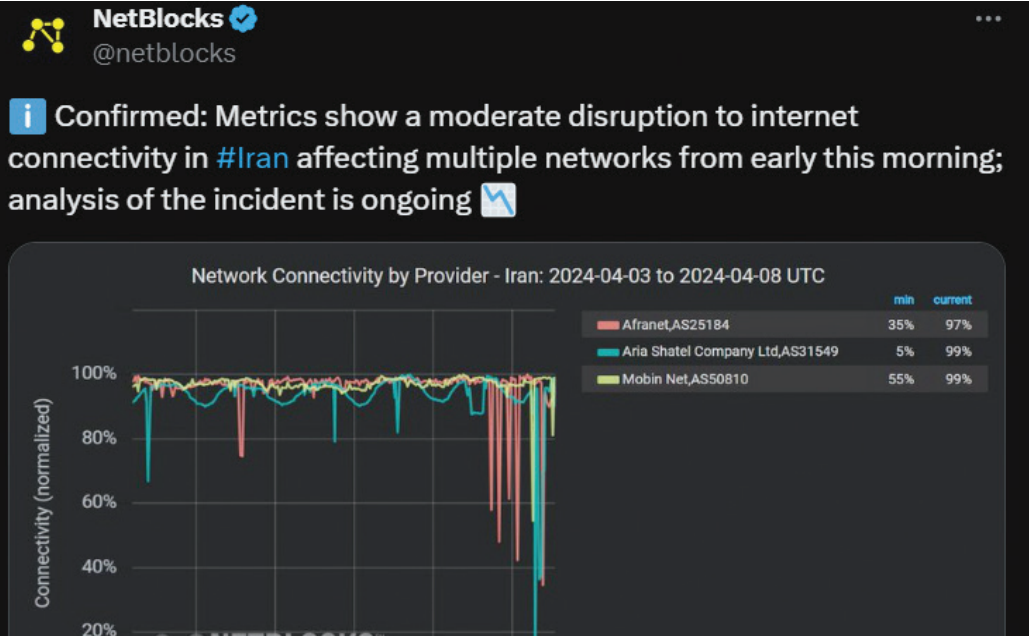 NetBlocks
@netblocks
Confirmed: Metrics show a moderate disruption to internet
connectivity in #Iran affecting multiple networks from early this morning;
analysis of the incident is ongoing
Network Connectivity by Provider - Iran: 2024-04-03 to 2024-04-08 UTC
min current
Afranet,AS25184 35% 97%
Aria Shatel Company Ltd,AS31549 5% 99%
Mobin Net,AS50810 55% 99%
Connectivity (normalized)
100%
80%
60%
40%
20%